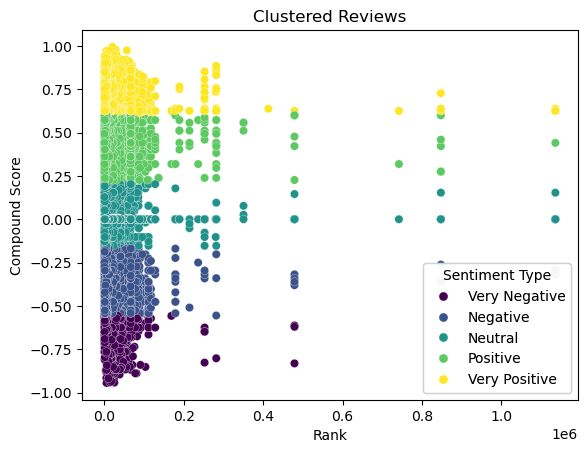 Clustered Reviews
1.00
0.75
0.50
0.25
0.00
-0.25
-0.50
-0.75
-1.00
Compound Score
Sentiment Type
Very Negative
Negative
Neutral
Positive
Very Positive
0.0
0.2
0.4
0.6
0.8
1.0
1e6
Rank